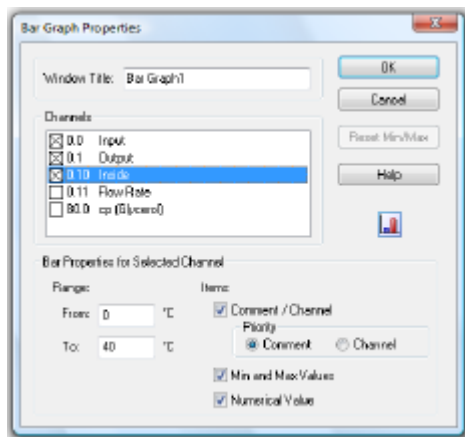 Bar Graph Properties
Window Title: Bar Graph1
OK
Cancel
Reset Min/Max
Help
Channels
0.0 Input
0.1 Output
0.10 Inside
0.11 Flow Rate
80.0 cp (Glycerol)
Bar Properties for Selected Channel
Range:
Items:
From: 0 °C
To: 40 °C
Comment / Channel
Priority
Comment Channel
Min and Max Values
Numerical Value